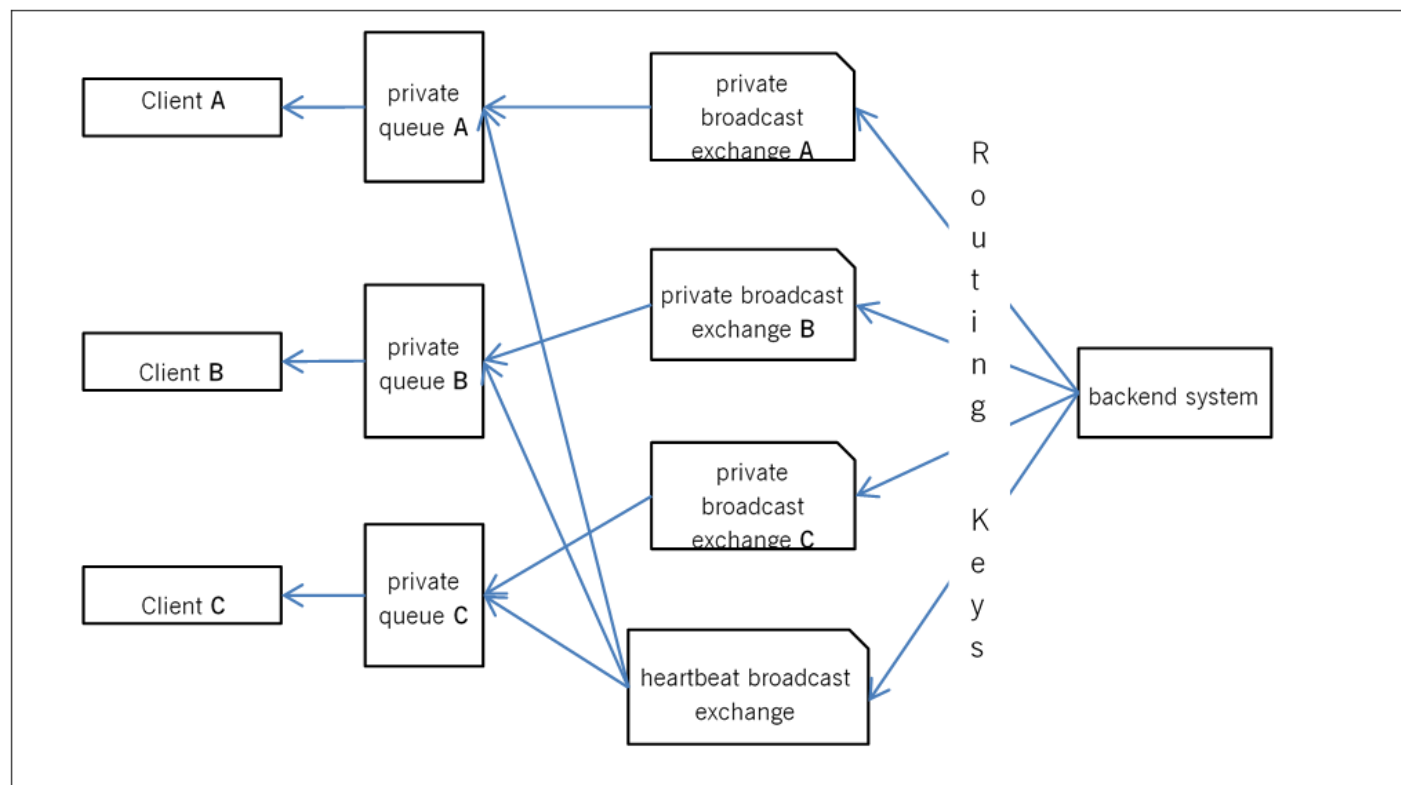 Client A
private
queue A
private
broadcast
exchange A
Client B
private
queue B
private broadcast
exchange B
Client C
private
queue C
private
broadcast
exchange C
heartbeat broadcast
exchange
R
o
u
t
i
n
g
K
e
y
s
backend system